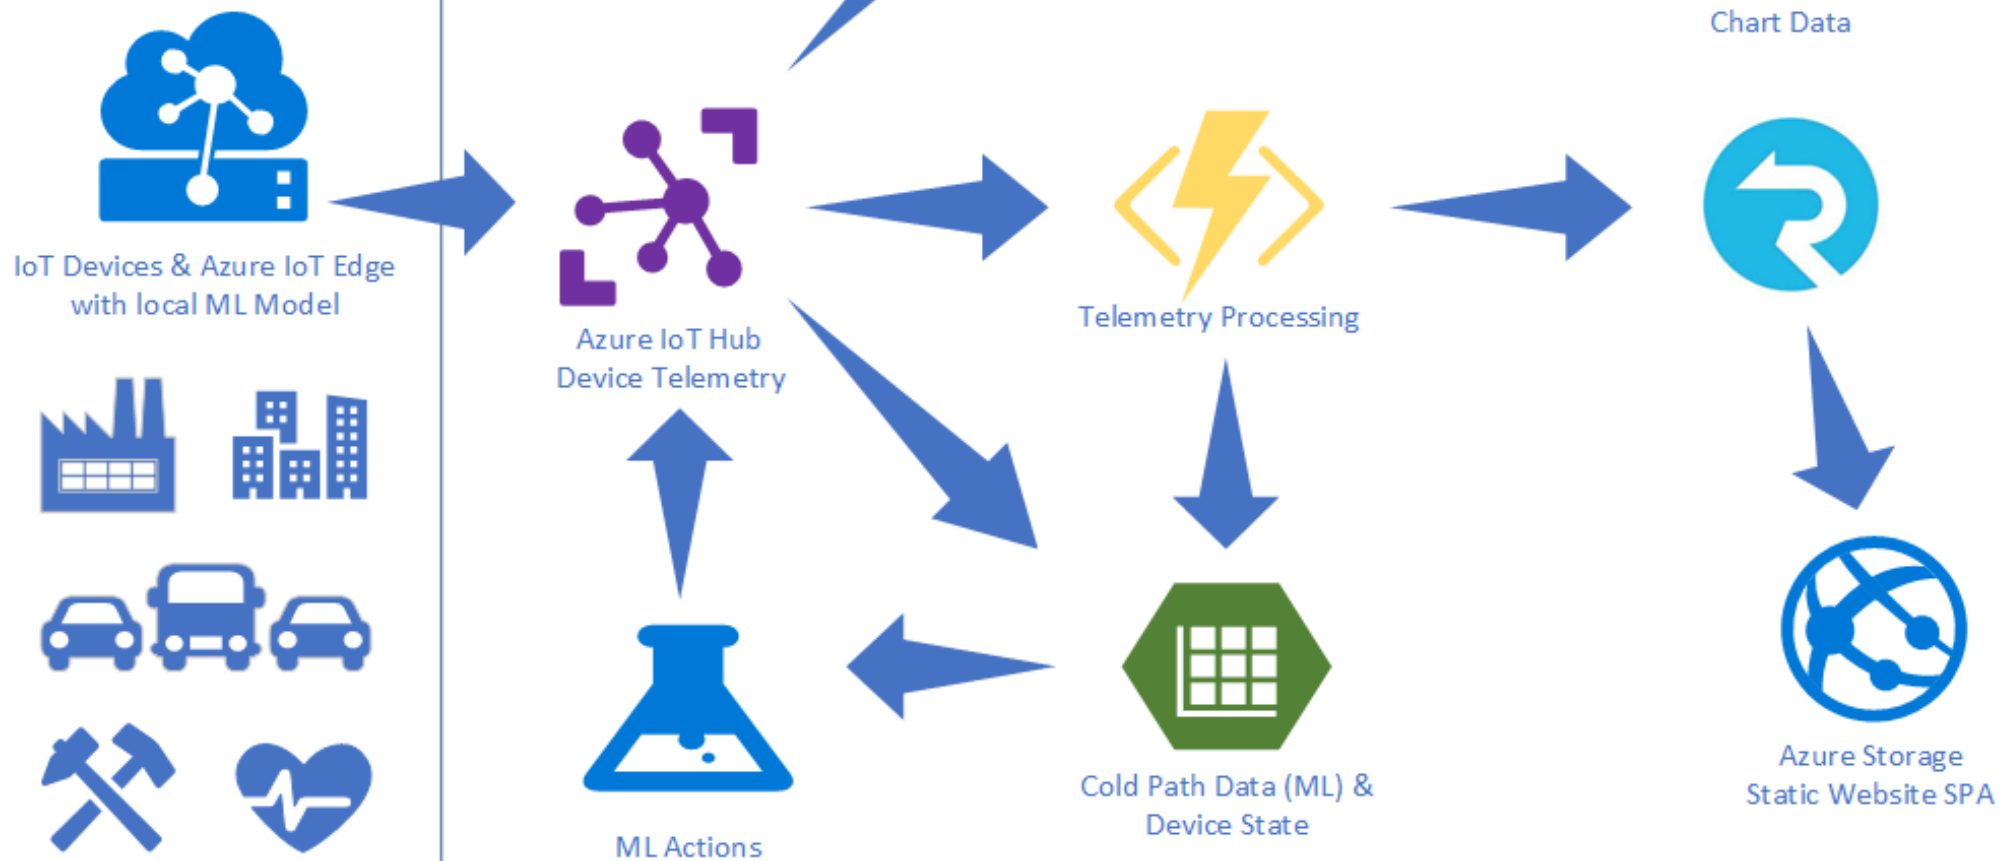 Chart Data
IoT Devices & Azure IoT Edge
with local ML Model
Azure IoT Hub
Device Telemetry
Telemetry Processing
Cold Path Data (ML) &
Device State
ML Actions
Azure Storage
Static Website SPA